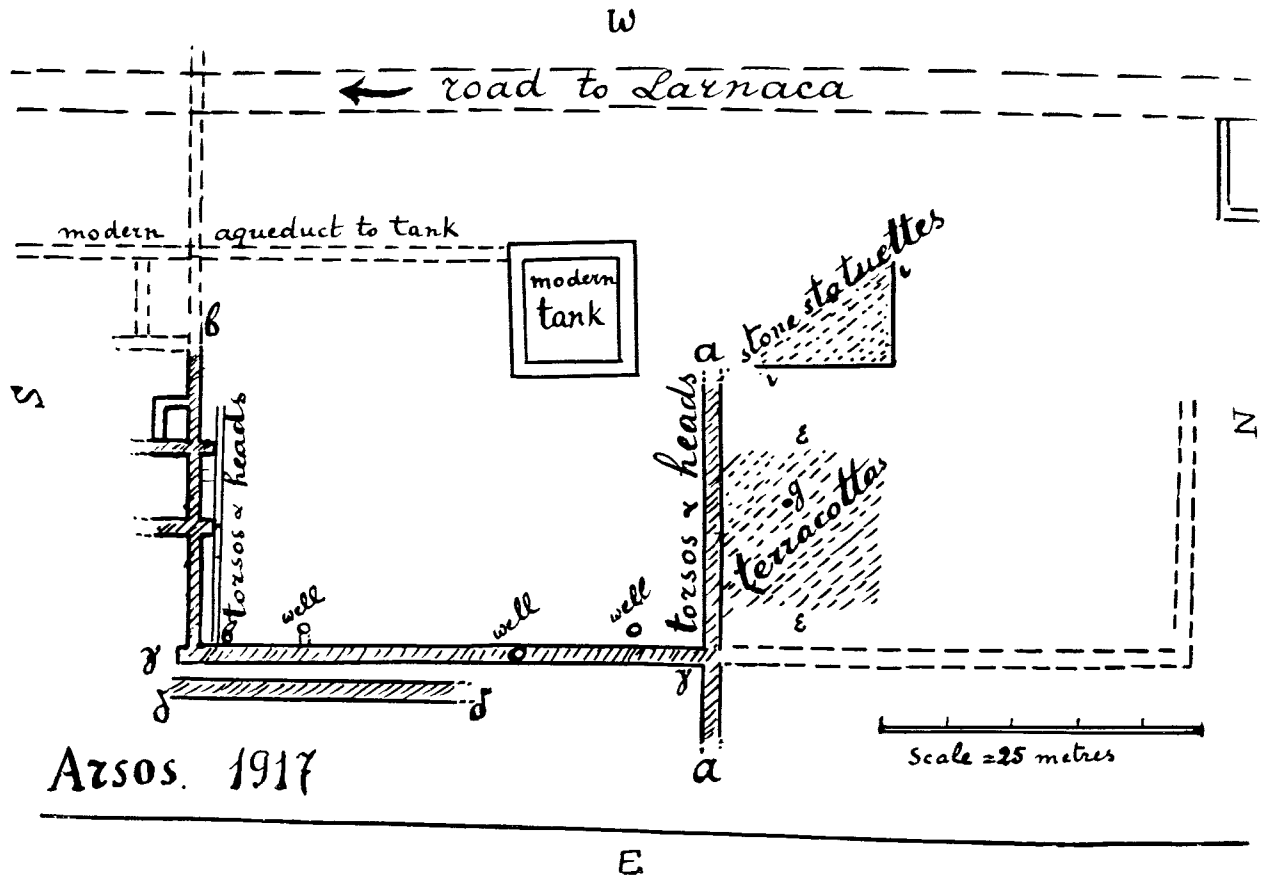 W
road to Larnaca
modern aqueduct to tank
modern
tank
stone statuettes
ι
ι
β
a
S
N
torsos & heads
torsos & heads
ε
g
terracottas
ε
β
well
well
well
γ
γ
δ
δ
a
Arsos. 1917
Scale = 25 metres
E